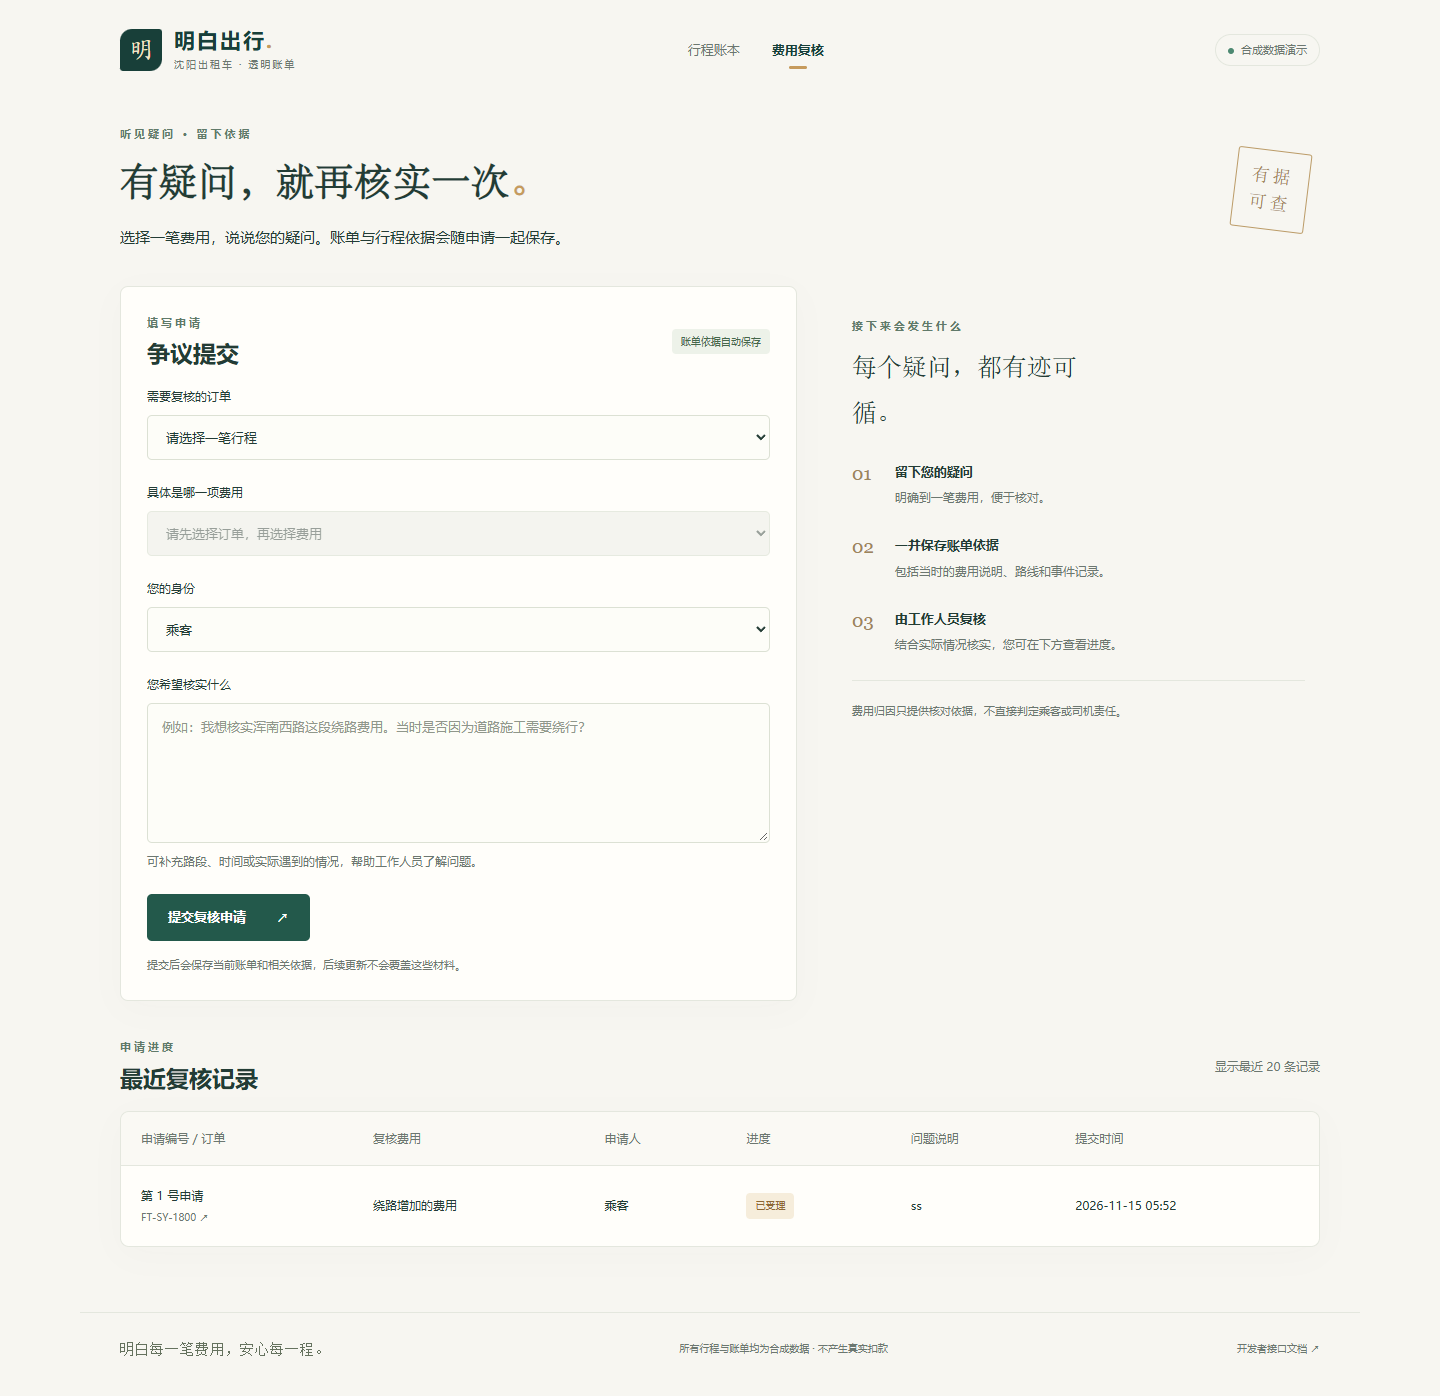 明
明白出行.
沈阳出租车 · 透明账单
行程账本
费用复核
合成数据演示
听见疑问 • 留下依据
有疑问，就再核实一次。
选择一笔费用，说说您的疑问。账单与行程依据会随申请一起保存。
有据
可查
填写申请
争议提交
账单依据自动保存
需要复核的订单
请选择一笔行程
具体是哪一项费用
请先选择订单，再选择费用
您的身份
乘客
您希望核实什么
例如：我想核实浑南西路这段绕路费用。当时是否因为道路施工需要绕行？
可补充路段、时间或实际遇到的情况，帮助工作人员了解问题。
提交复核申请 ↗
提交后会保存当前账单和相关依据，后续更新不会覆盖这些材料。
接下来会发生什么
每个疑问，都有迹可
循。
01 留下您的疑问
明确到一笔费用，便于核对。
02 一并保存账单依据
包括当时的费用说明、路线和事件记录。
03 由工作人员复核
结合实际情况核实，您可在下方查看进度。
费用归因只提供核对依据，不直接判定乘客或司机责任。
申请进度
最近复核记录
显示最近 20 条记录
申请编号 / 订单 复核费用 申请人 进度 问题说明 提交时间
第 1 号申请
FT-SY-1800 ↗
绕路增加的费用 乘客 已受理 ss 2026-11-15 05:52
明白每一笔费用，安心每一程。
所有行程与账单均为合成数据 · 不产生真实扣款
开发者接口文档 ↗